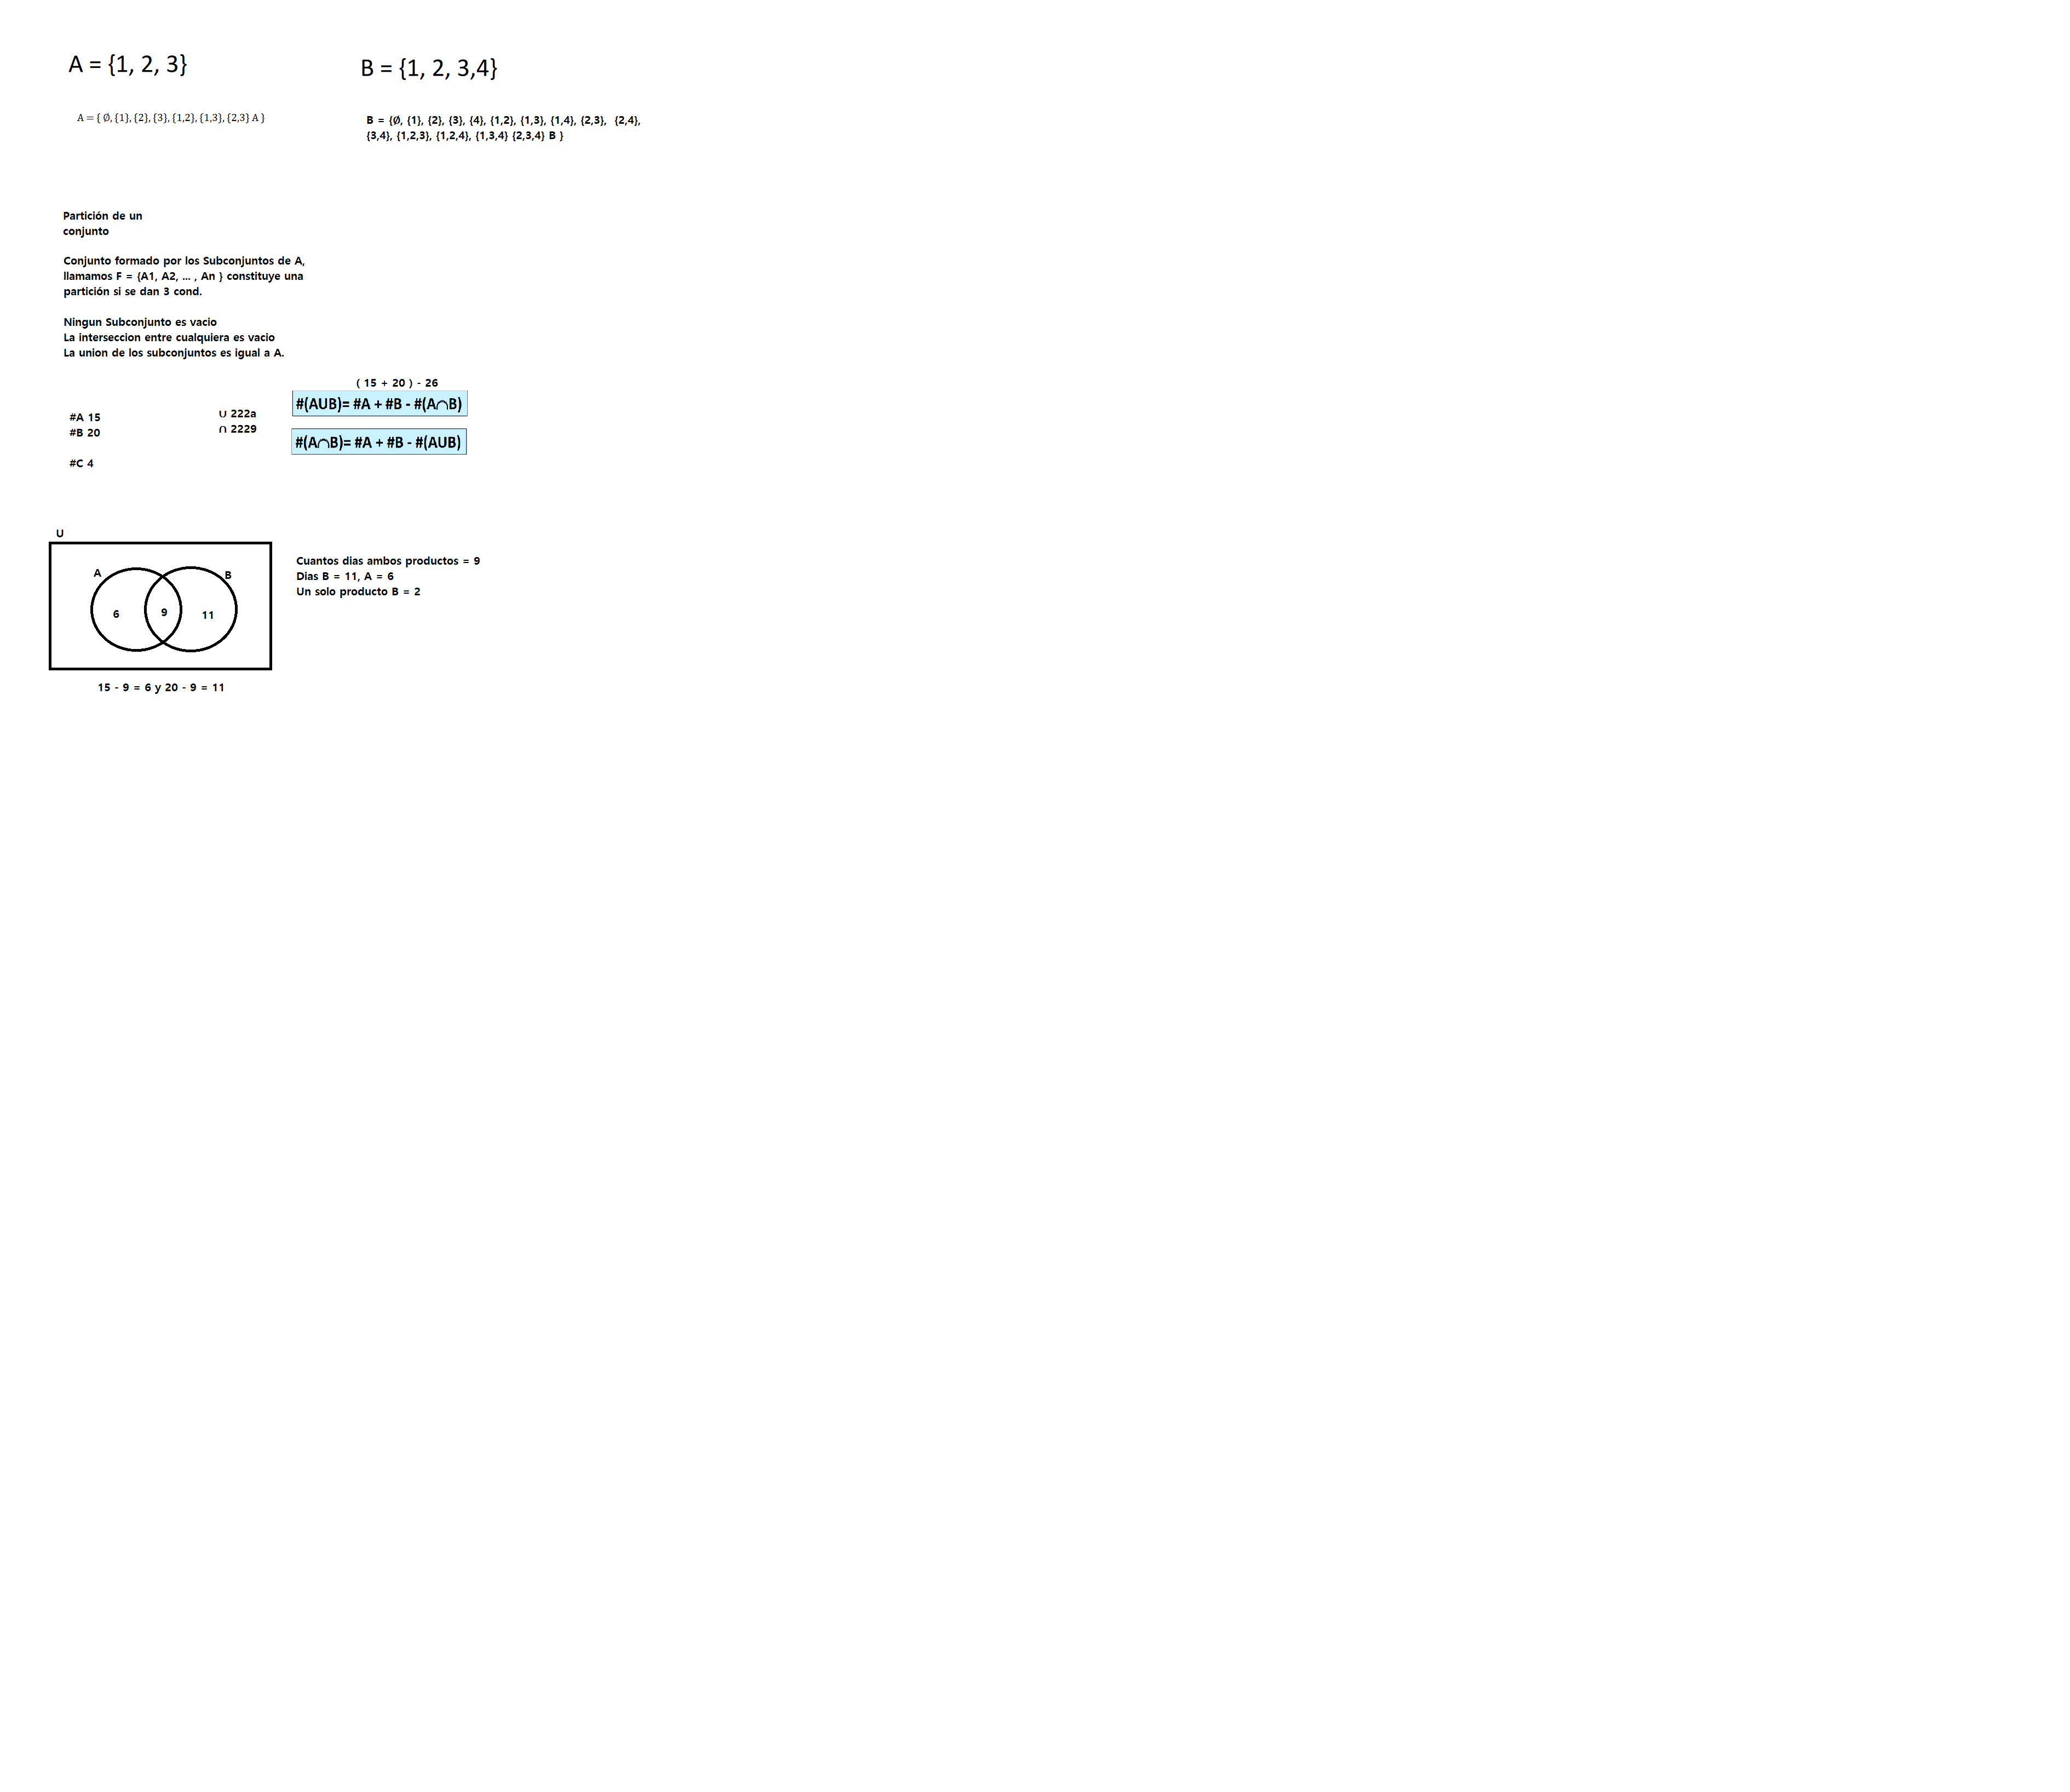 A = {1, 2, 3}
B = {1, 2, 3,4}
A = { Ø, {1}, {2}, {3}, {1,2}, {1,3}, {2,3} A }
B = {Ø, {1}, {2}, {3}, {4}, {1,2}, {1,3}, {1,4}, {2,3}, {2,4},
{3,4}, {1,2,3}, {1,2,4}, {1,3,4} {2,3,4} B }
Partición de un
conjunto
Conjunto formado por los Subconjuntos de A,
llamamos F = {A1, A2, ... , An } constituye una
partición si se dan 3 cond.
Ningun Subconjunto es vacio
La interseccion entre cualquiera es vacio
La union de los subconjuntos es igual a A.
#A 15
#B 20
#C 4
∪ 222a
∩ 2229
( 15 + 20 ) - 26
#(AUB)= #A + #B - #(A∩B)
#(A∩B)= #A + #B - #(AUB)
U
A
B
6
9
11
15 - 9 = 6 y 20 - 9 = 11
Cuantos dias ambos productos = 9
Dias B = 11, A = 6
Un solo producto B = 2